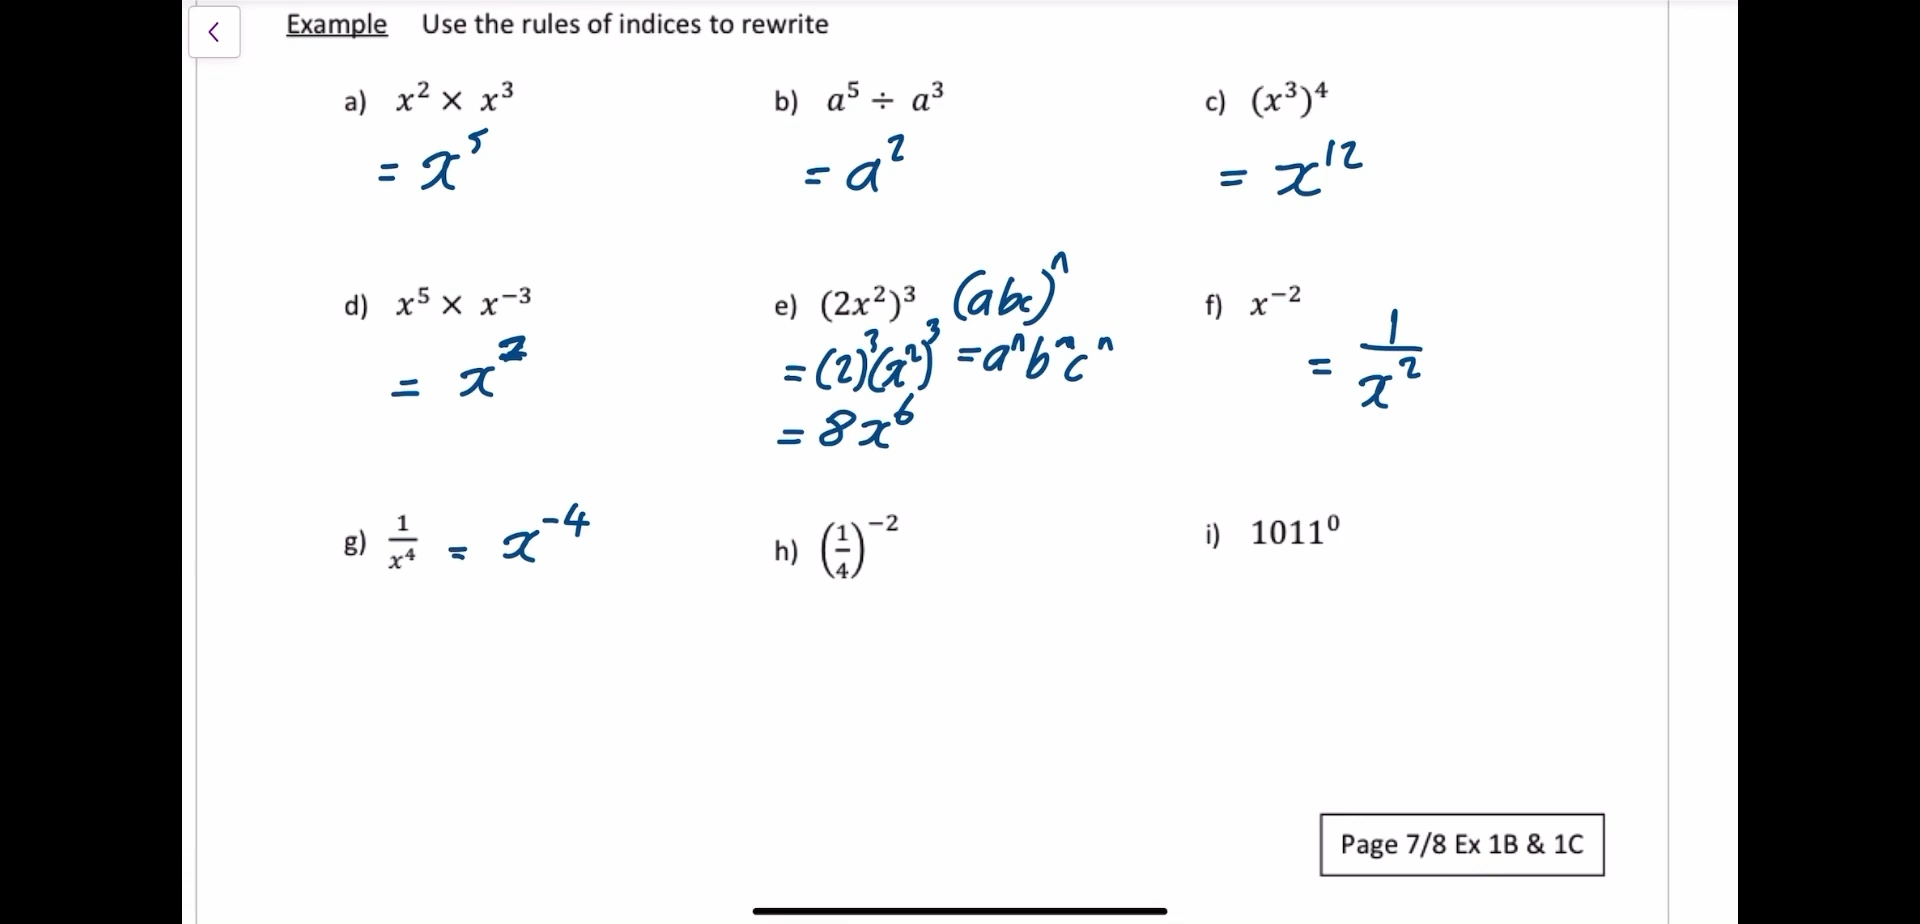 Example Use the rules of indices to rewrite
a) x² × x³
= x⁵
b) a⁵ ÷ a³
= a²
c) (x³)⁴
= x¹²
d) x⁵ × x⁻³
= x²
e) (2x²)³ (abc)ⁿ
= (2)³(x²)³ = aⁿbⁿcⁿ
= 8x⁶
f) x⁻²
= 1/x²
g) 1/x⁴ = x⁻⁴
h) (1/4)⁻²
i) 1011⁰
Page 7/8 Ex 1B & 1C